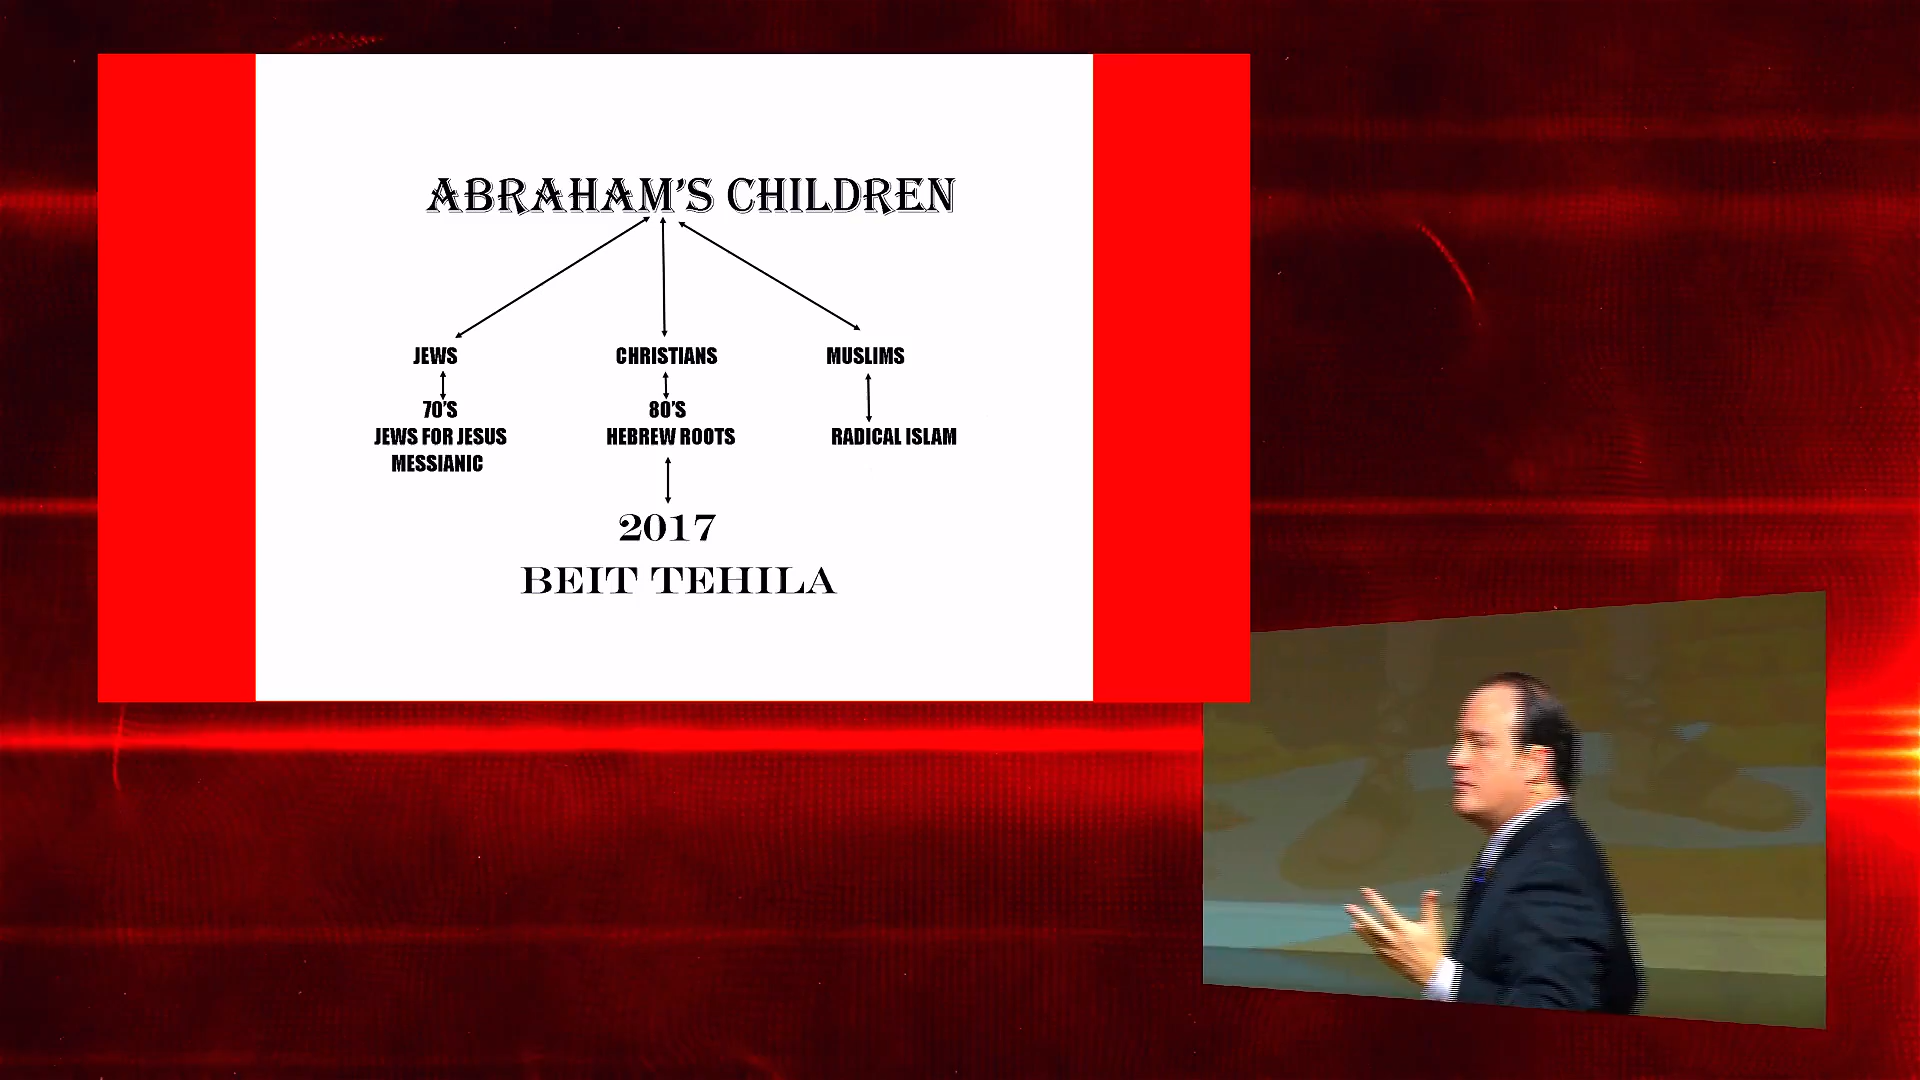 ABRAHAM'S CHILDREN
JEWS
CHRISTIANS
MUSLIMS
70'S
JEWS FOR JESUS
MESSIANIC
80'S
HEBREW ROOTS
RADICAL ISLAM
2017
BEIT TEHILA